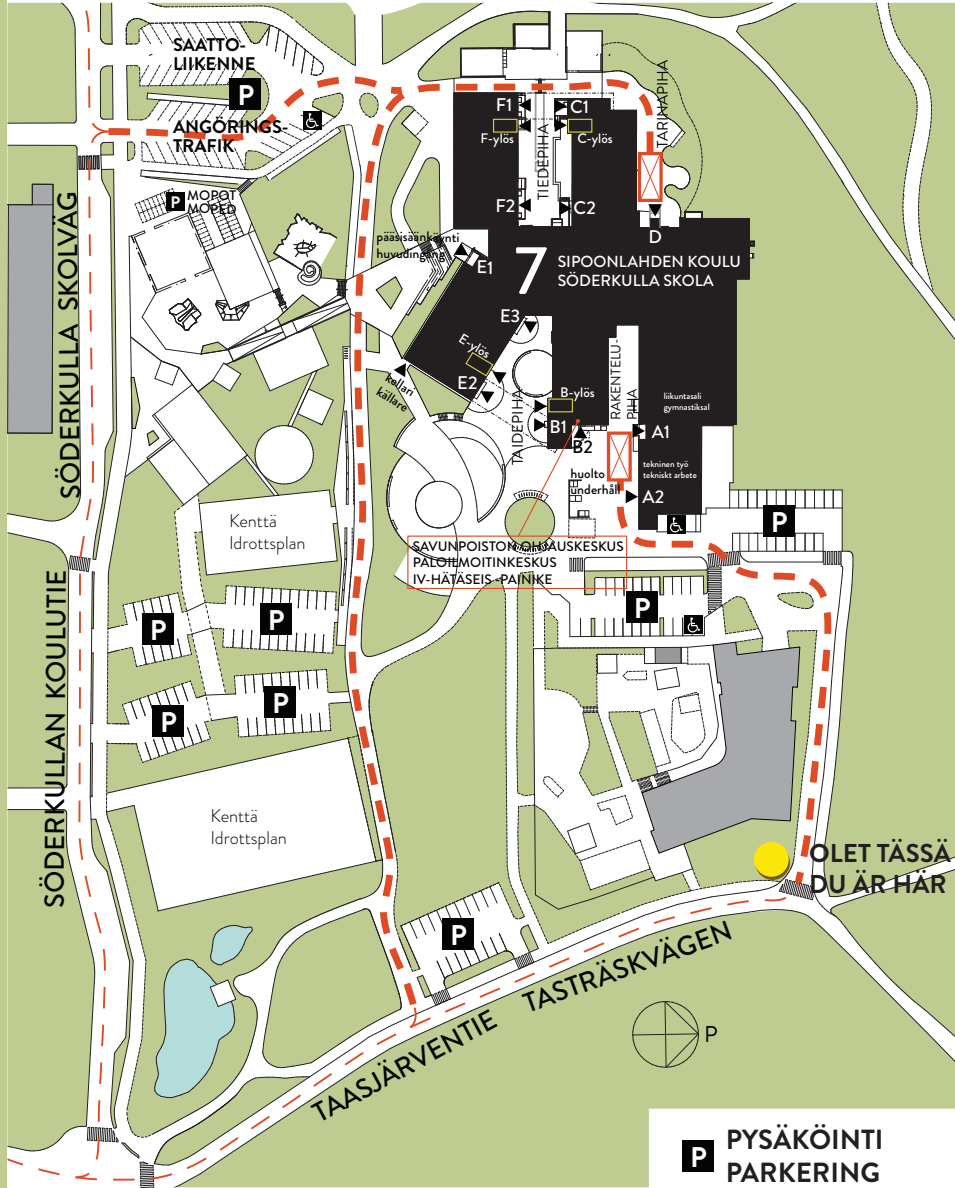 SAATTO-
LIIKENNE
P
ANGÖRINGS-
TRAFIK
P MOPOT
MOPED
SÖDERKULLA SKOLVÄG
SÖDERKULLAN KOULUTIE
F1
F-ylös
F2
TIEDEPIHA
C1
C-ylös
C2
TARINAPIHA
D
pääsisäänkäynti
huvudingång
E1
7
SIPOONLAHDEN KOULU
SÖDERKULLA SKOLA
E3
E-ylös
E2
kellari
källare
TAIDEPIHA
B-ylös
B1
B2
RAKENTELU-
PIHA
liikuntasali
gymnastiksal
A1
tekninen työ
tekniskt arbete
A2
huolto
underhåll
SAVUNPOISTON OHJAUSKESKUS
PALOILMOITINKESKUS
IV-HÄTÄSEIS -PAINIKE
P
P
Kenttä
Idrottsplan
P
P
P
P
Kenttä
Idrottsplan
P
OLET TÄSSÄ
DU ÄR HÄR
TAASJÄRVENTIE TASTRÄSKVÄGEN
P
P PYSÄKÖINTI
PARKERING